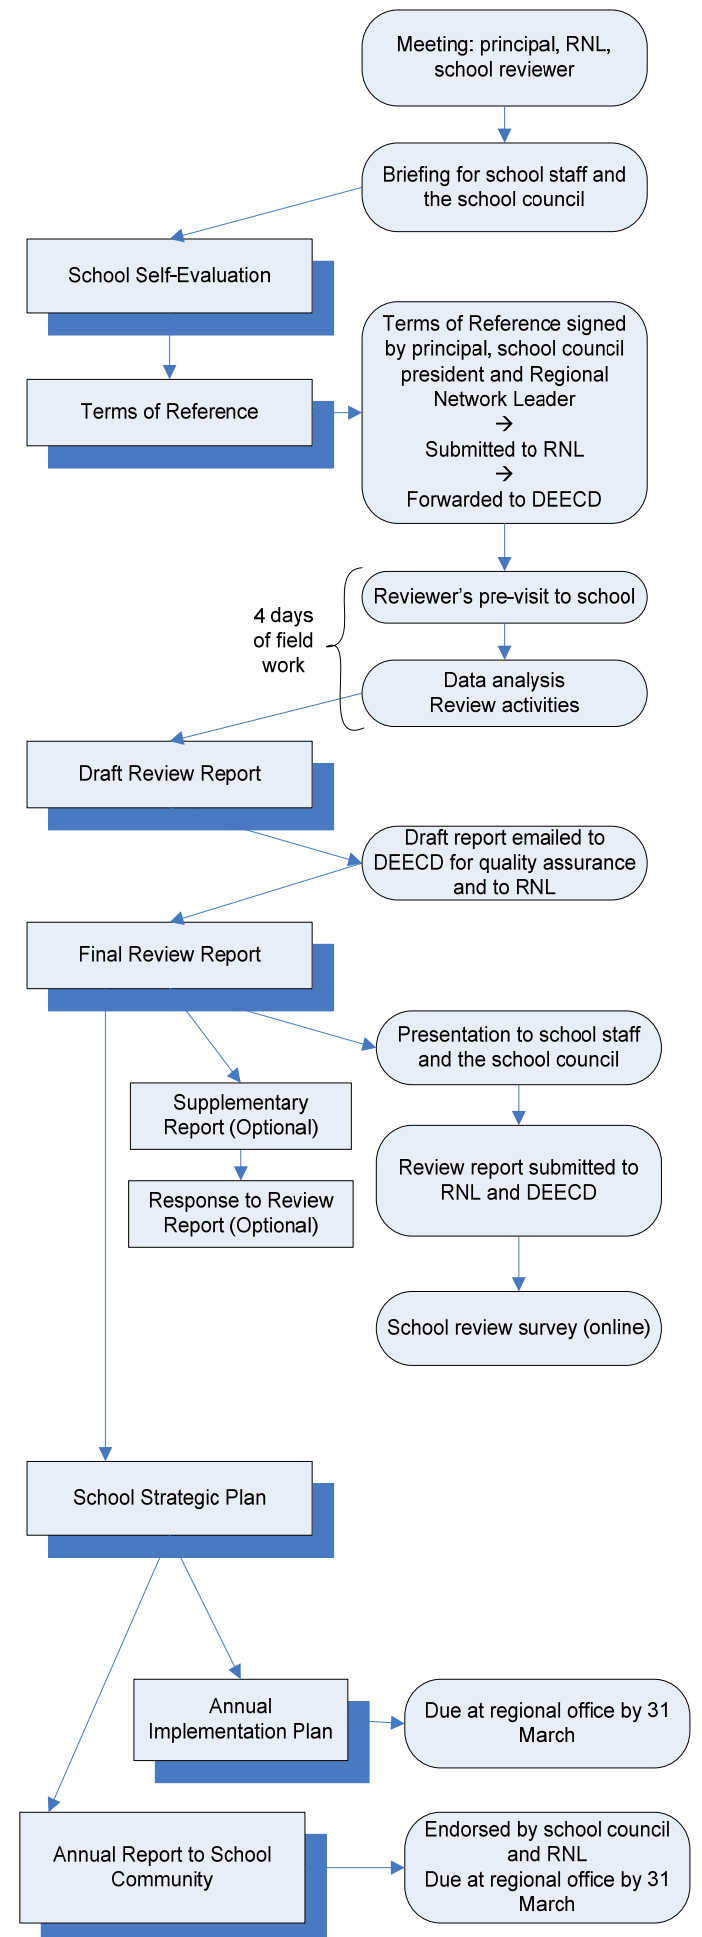 Meeting: principal, RNL,
school reviewer
Briefing for school staff and
the school council
School Self-Evaluation
Terms of Reference
Terms of Reference signed
by principal, school council
president and Regional
Network Leader
→
Submitted to RNL
→
Forwarded to DEECD
4 days
of field
work
Reviewer's pre-visit to school
Data analysis
Review activities
Draft Review Report
Draft report emailed to
DEECD for quality assurance
and to RNL
Final Review Report
Presentation to school staff
and the school council
Supplementary
Report (Optional)
Review report submitted to
RNL and DEECD
Response to Review
Report (Optional)
School review survey (online)
School Strategic Plan
Annual
Implementation Plan
Due at regional office by 31
March
Annual Report to School
Community
Endorsed by school council
and RNL
Due at regional office by 31
March